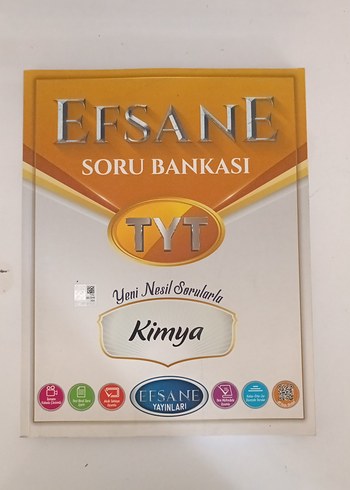 EFSANE
SORU BANKASI
TYT
Yeni Nesil Sorularla
Kimya
EFSANE
YAYINLARI